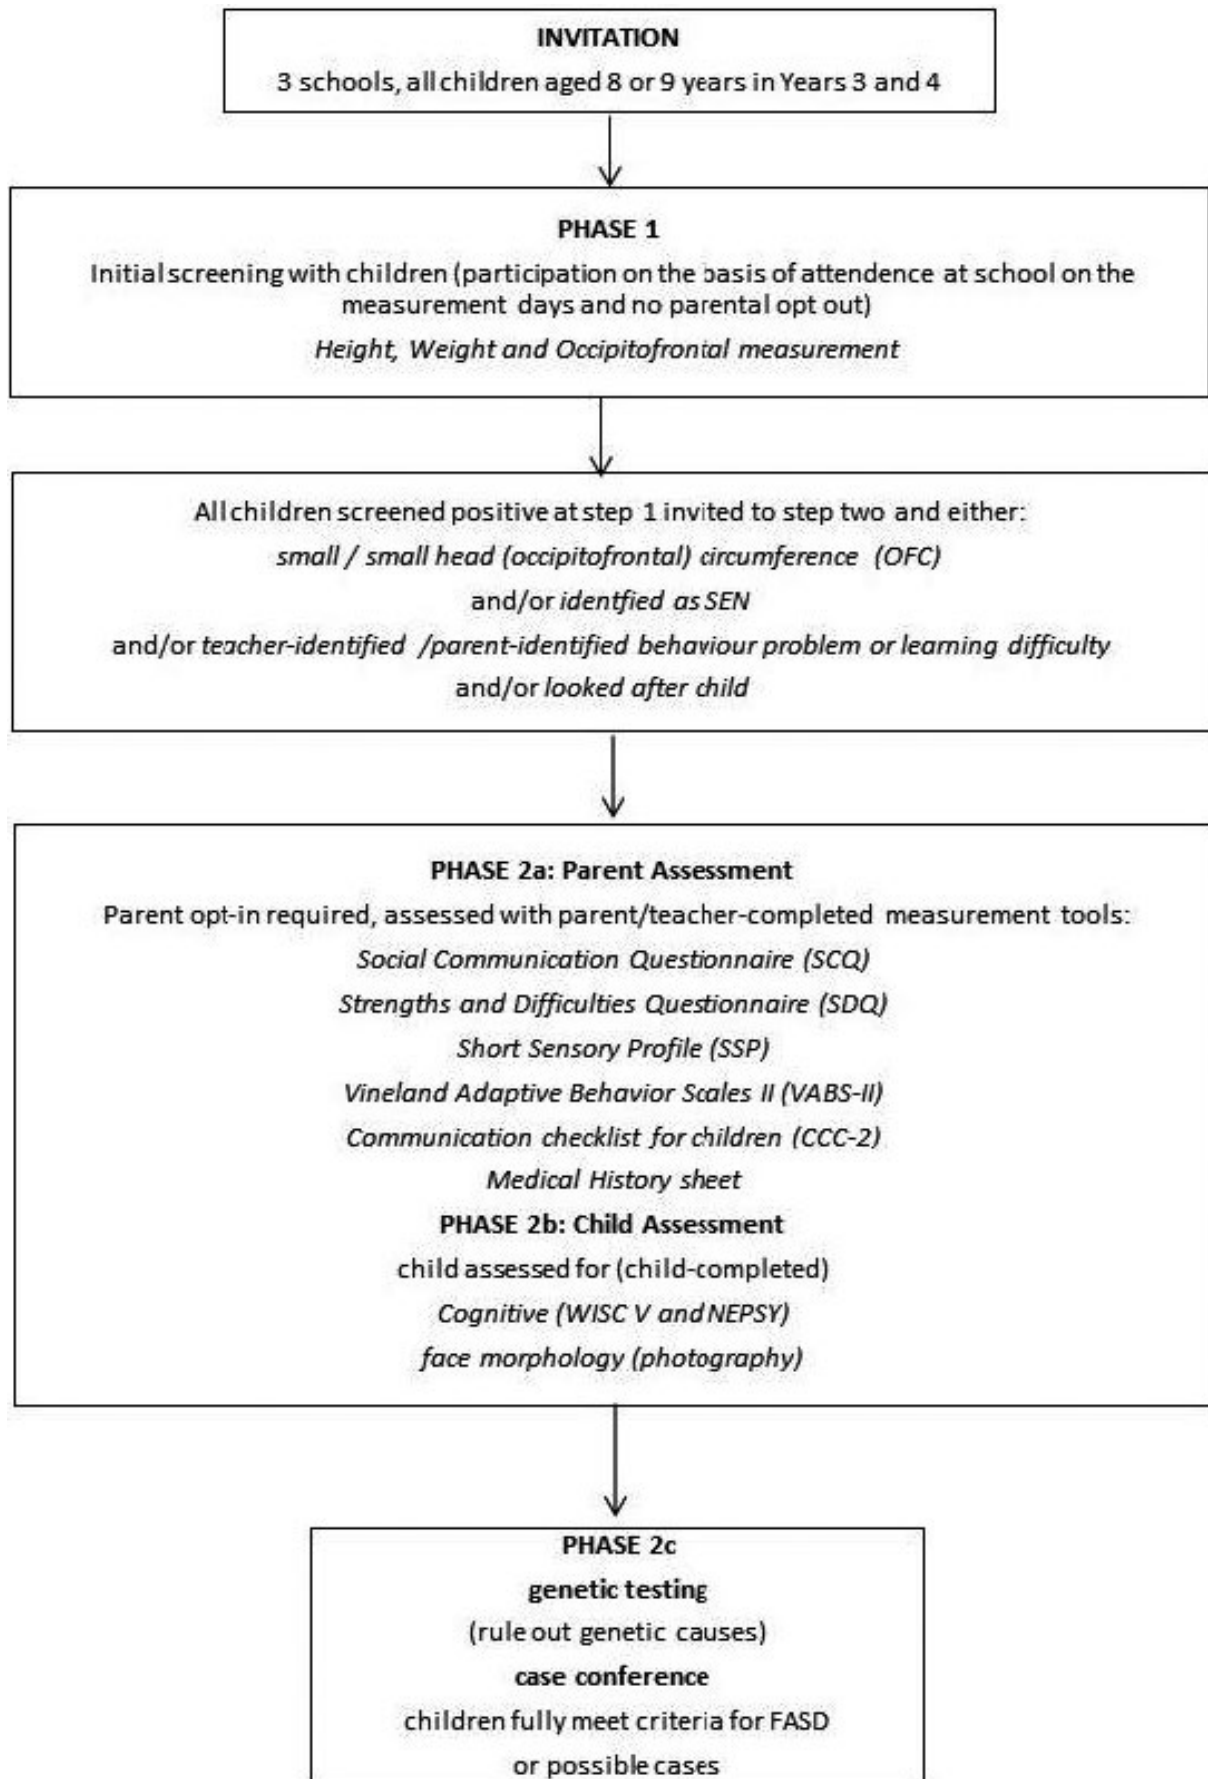 INVITATION
3 schools, all children aged 8 or 9 years in Years 3 and 4
PHASE 1
Initial screening with children (participation on the basis of attendence at school on the
measurement days and no parental opt out)
Height, Weight and Occipitofrontal measurement
All children screened positive at step 1 invited to step two and either:
small / small head (occipitofrontal) circumference (OFC)
and/or identfied as SEN
and/or teacher-identified /parent-identified behaviour problem or learning difficulty
and/or looked after child
PHASE 2a: Parent Assessment
Parent opt-in required, assessed with parent/teacher-completed measurement tools:
Social Communication Questionnaire (SCQ)
Strengths and Difficulties Questionnaire (SDQ)
Short Sensory Profile (SSP)
Vineland Adaptive Behavior Scales II (VABS-II)
Communication checklist for children (CCC-2)
Medical History sheet
PHASE 2b: Child Assessment
child assessed for (child-completed)
Cognitive (WISC V and NEPSY)
face morphology (photography)
PHASE 2c
genetic testing
(rule out genetic causes)
case conference
children fully meet criteria for FASD
or possible cases